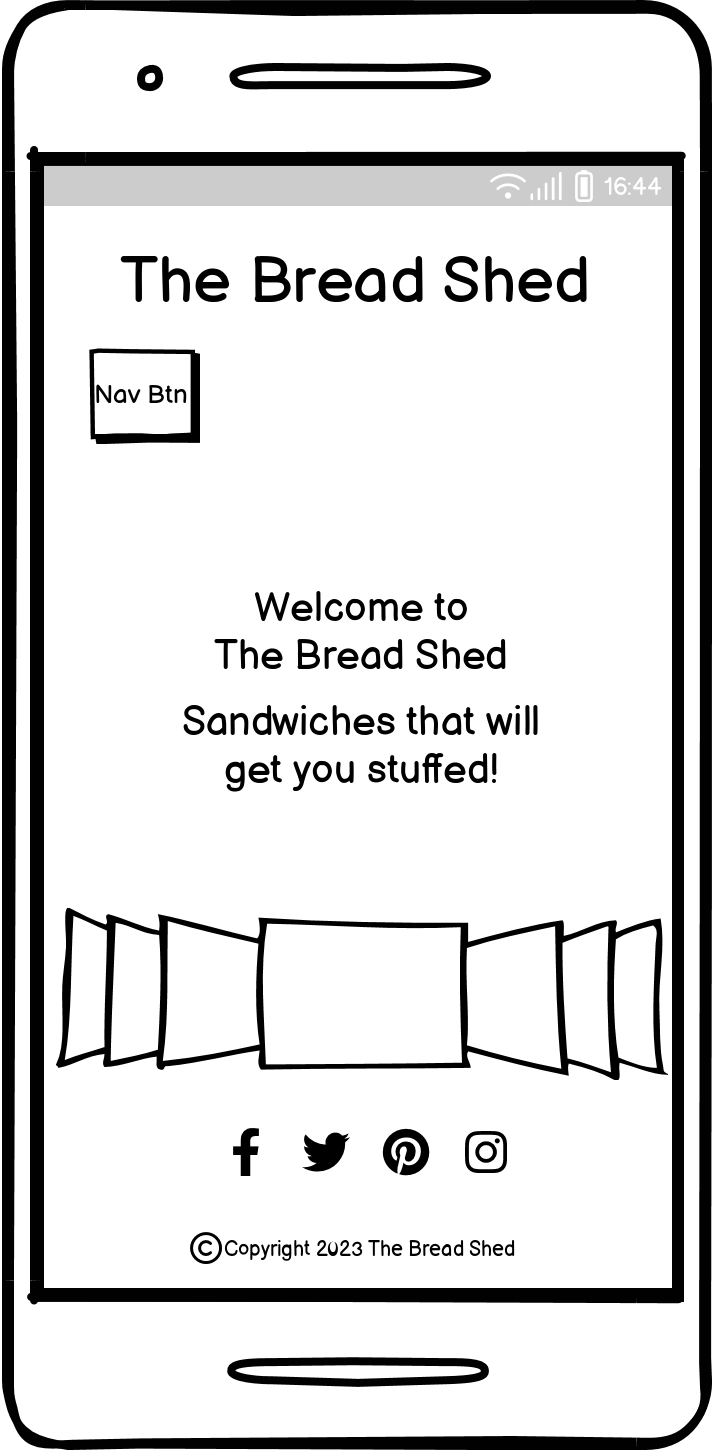 16:44
The Bread Shed
Nav Btn
Welcome to
The Bread Shed
Sandwiches that will
get you stuffed!
©Copyright 2023 The Bread Shed